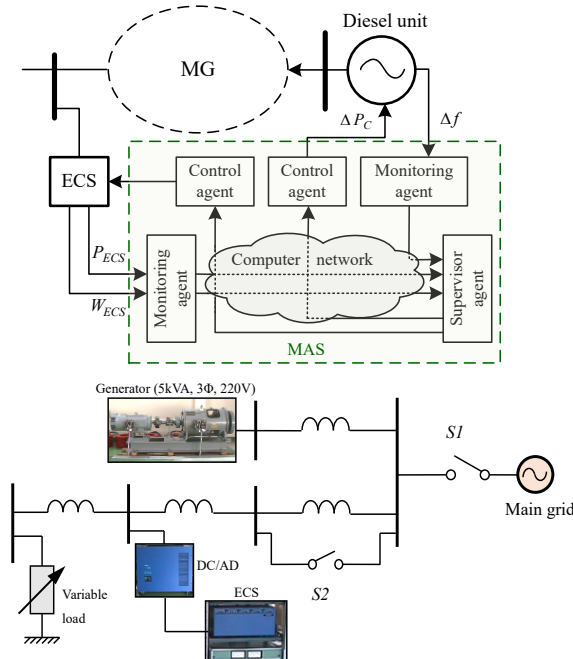 Diesel unit
MG
ΔP_C
Δf
ECS
Control
agent
Control
agent
Monitoring
agent
P_ECS
W_ECS
Monitoring
agent
Computer network
Supervisor
agent
MAS
Generator (5kVA, 3Φ, 220V)
S1
Main grid
S2
DC/AD
ECS
Variable
load